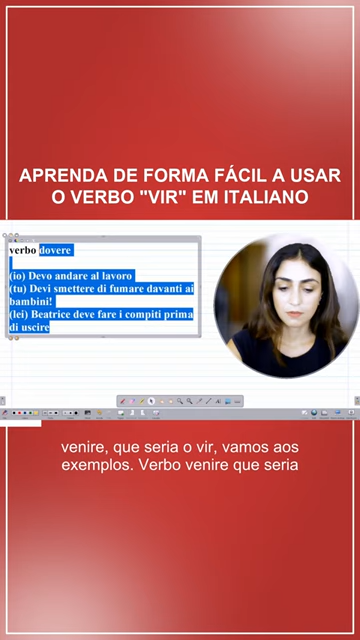 APRENDA DE FORMA FÁCIL A USAR
O VERBO "VIR" EM ITALIANO
verbo dovere
(io) Devo andare al lavoro
(tu) Devi smettere di fumare davanti ai
bambini!
(lei) Beatrice deve fare i compiti prima
di uscire
venire, que seria o vir, vamos aos
exemplos. Verbo venire que seria